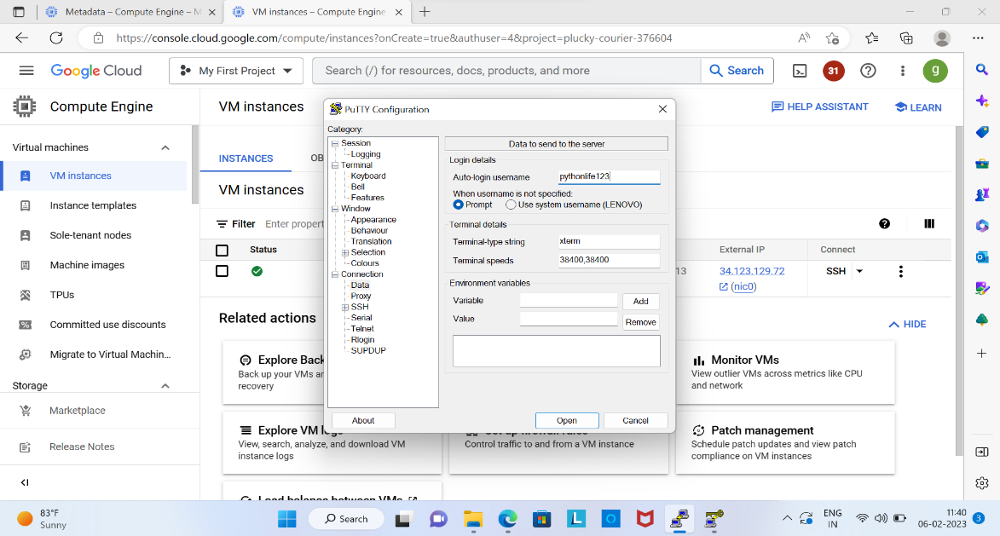 Metadata – Compute Engine – M
VM instances – Compute Engine
https://console.cloud.google.com/compute/instances?onCreate=true&authuser=4&project=plucky-courier-376604
Google Cloud
My First Project
Search (/) for resources, docs, products, and more
Search
31
g
Compute Engine
VM instances
HELP ASSISTANT
LEARN
Virtual machines
VM instances
Instance templates
Sole-tenant nodes
Machine images
TPUs
Committed use discounts
Migrate to Virtual Machin...
Storage
Marketplace
Release Notes
INSTANCES
OB
VM instances
Filter
Enter propert
Status
External IP
Connect
13
34.123.129.72
(nic0)
SSH
Related actions
HIDE
Explore Back
Back up your VMs an
recovery
Monitor VMs
View outlier VMs across metrics like CPU
and network
Explore VM logs
View, search, analyze, and download VM
instance logs
Set up firewall rules
Control traffic to and from a VM instance
Patch management
Schedule patch updates and view patch
compliance on VM instances
Load balance between VMs
PuTTY Configuration
Category:
Session
Logging
Terminal
Keyboard
Bell
Features
Window
Appearance
Behaviour
Translation
Selection
Colours
Connection
Data
Proxy
SSH
Serial
Telnet
Rlogin
SUPDUP
Data to send to the server
Login details
Auto-login username
pythonlife123
When username is not specified:
Prompt
Use system username (LENOVO)
Terminal details
Terminal-type string
xterm
Terminal speeds
38400,38400
Environment variables
Variable
Add
Value
Remove
About
Open
Cancel
83°F
Sunny
Search
ENG
IN
11:40
06-02-2023
3